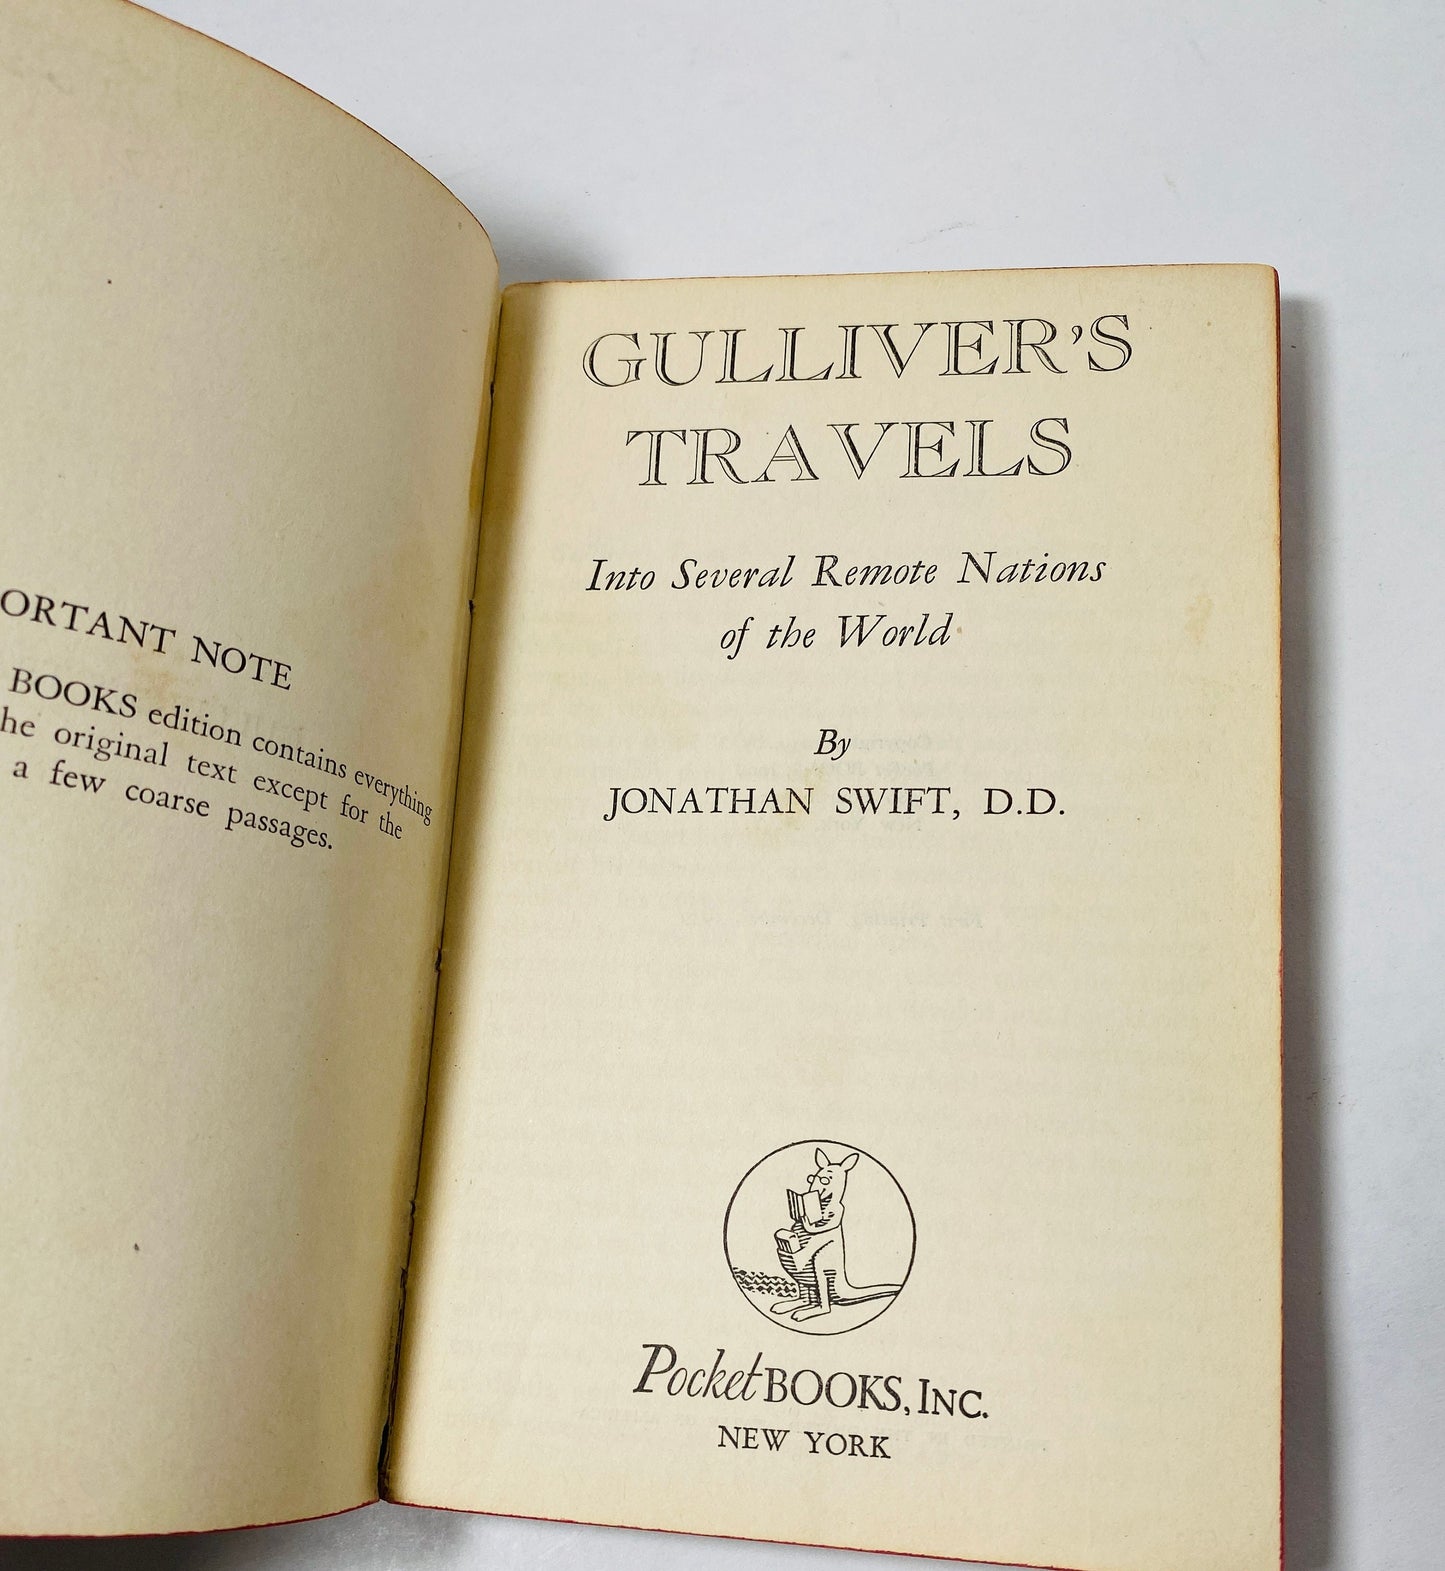 ORTANT NOTE
BOOKS edition contains everything
he original text except for the
a few coarse passages.
GULLIVER'S
TRAVELS
Into Several Remote Nations
of the World
By
JONATHAN SWIFT, D.D.
Pocket BOOKS, INC.
NEW YORK